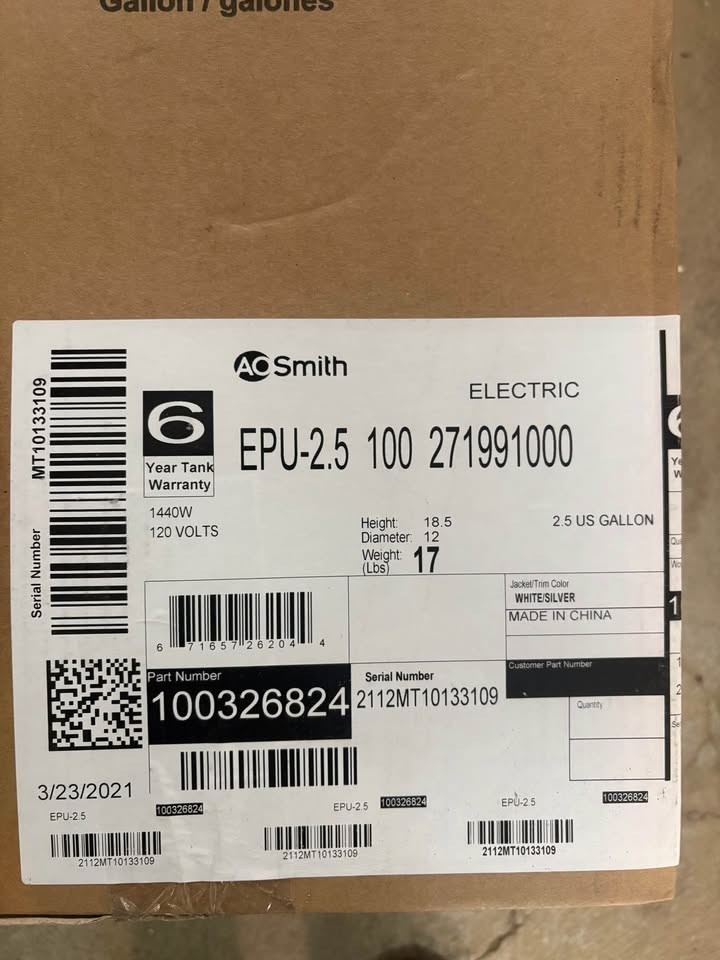 Gallon / galones
AO Smith
ELECTRIC
6
Year Tank
Warranty
EPU-2.5 100 271991000
1440W
120 VOLTS
Height: 18.5
Diameter: 12
Weight: 17
(Lbs)
2.5 US GALLON
Serial Number
MT10133109
Jacket/Trim Color
WHITE/SILVER
MADE IN CHINA
6 71657 26204 4
Part Number
100326824
Serial Number
2112MT10133109
Customer Part Number
Quantity
3/23/2021
EPU-2.5
100326824
2112MT10133109
EPU-2.5
100326824
2112MT10133109
EPU-2.5
100326824
2112MT10133109